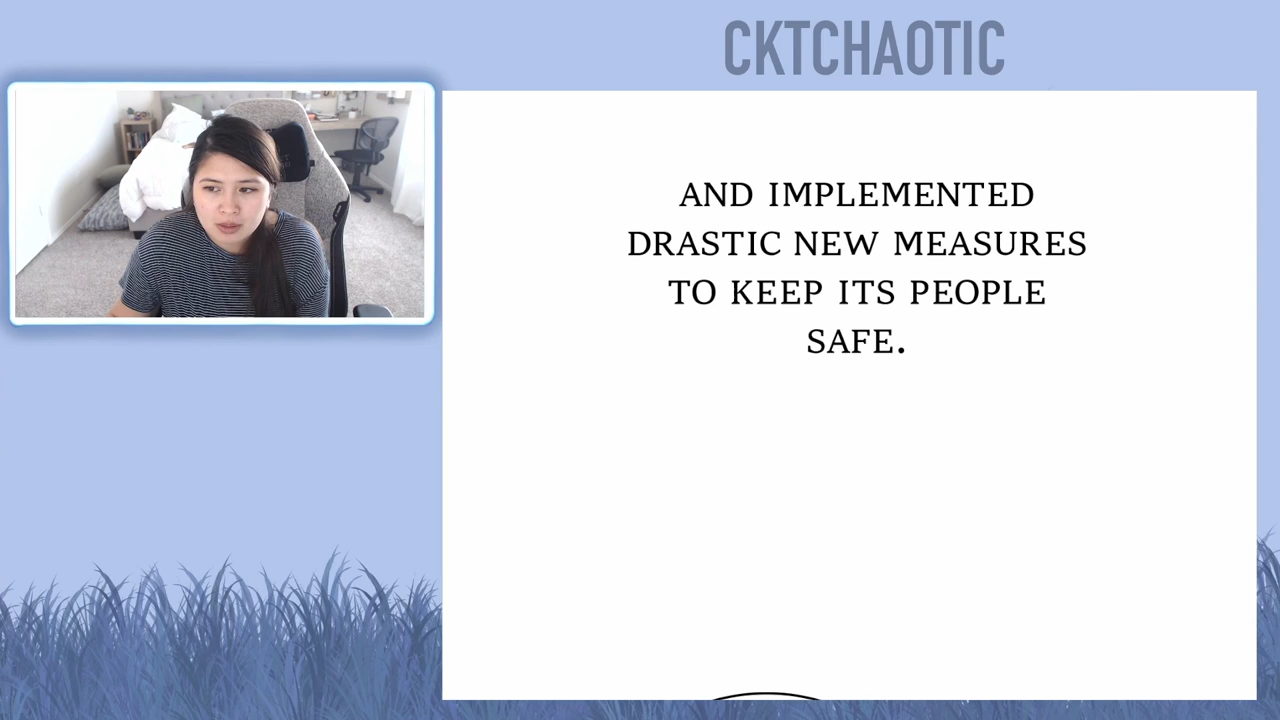 CKTCHAOTIC
AND IMPLEMENTED
DRASTIC NEW MEASURES
TO KEEP ITS PEOPLE
SAFE.